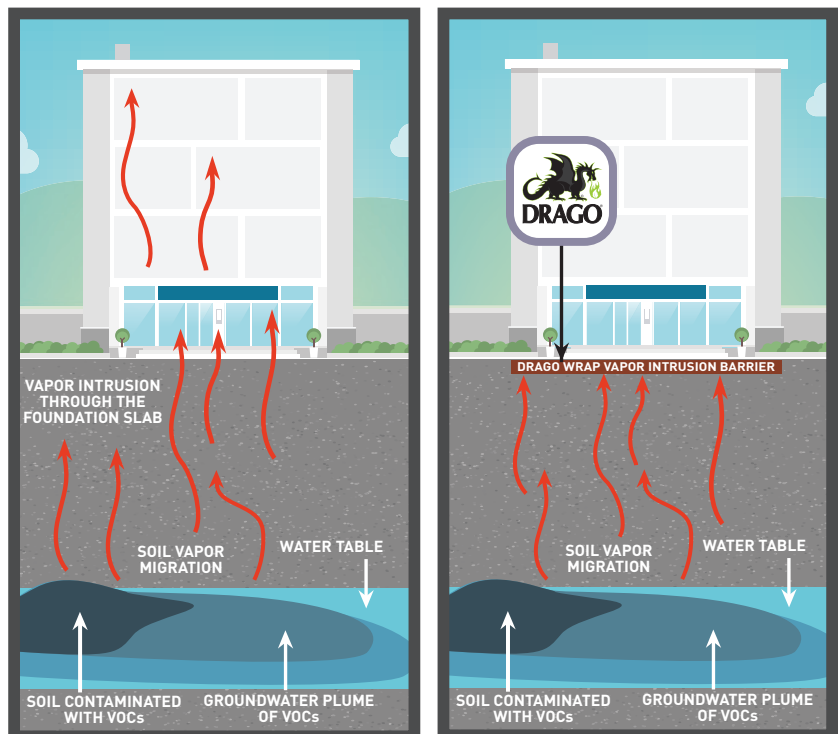 VAPOR INTRUSION
THROUGH THE
FOUNDATION SLAB
SOIL VAPOR
MIGRATION
WATER TABLE
SOIL CONTAMINATED
WITH VOCs
GROUNDWATER PLUME
OF VOCs
DRAGO
DRAGO WRAP VAPOR INTRUSION BARRIER
SOIL VAPOR
MIGRATION
WATER TABLE
SOIL CONTAMINATED
WITH VOCs
GROUNDWATER PLUME
OF VOCs